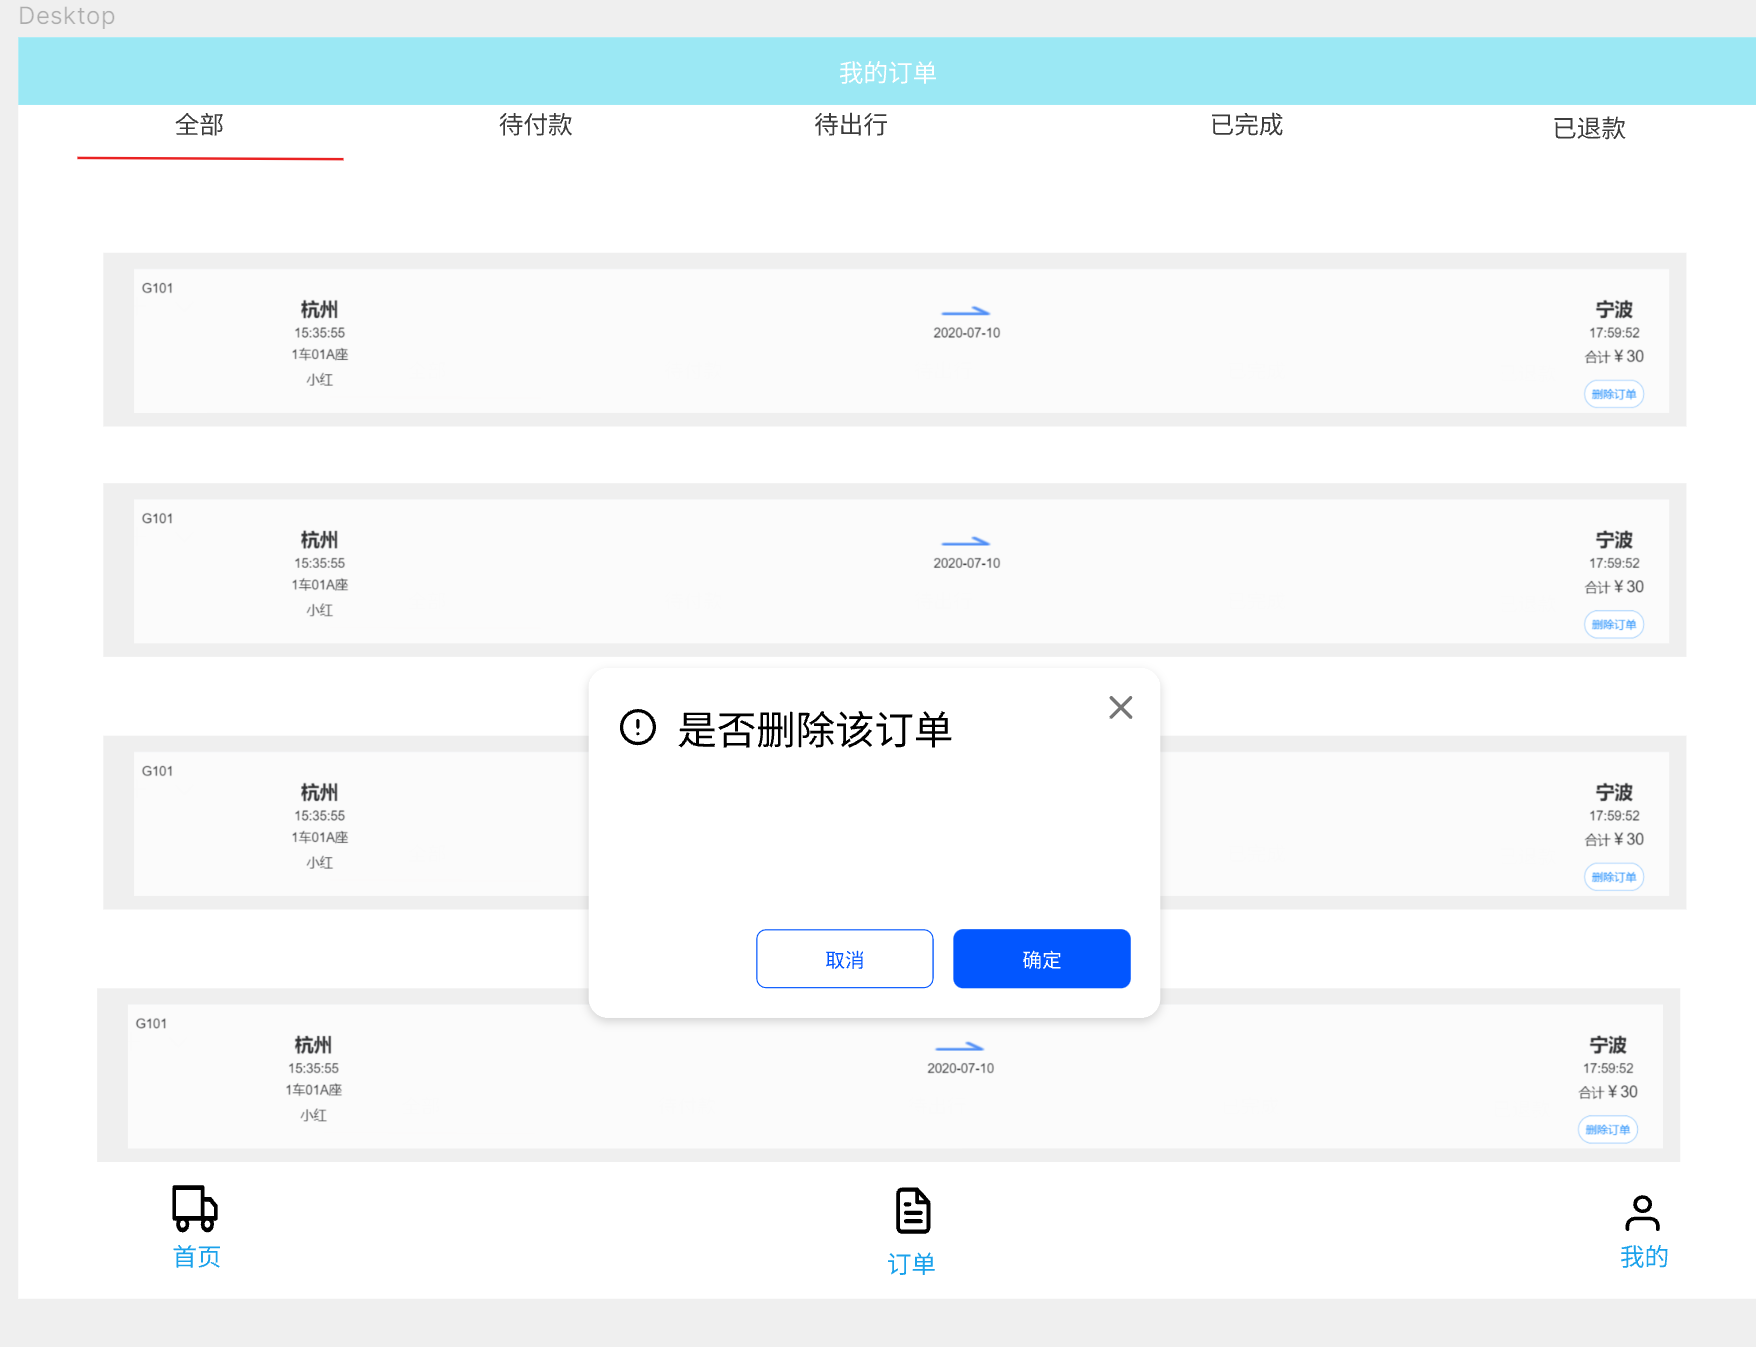 Desktop
我的订单
全部 待付款 待出行 已完成 已退款
G101
杭州 宁波
15:35:55 2020-07-10 17:59:52
1车01A座 合计 ¥ 30
小红 删除订单
G101
杭州 宁波
15:35:55 2020-07-10 17:59:52
1车01A座 合计 ¥ 30
小红 删除订单
是否删除该订单
G101
杭州 宁波
15:35:55 17:59:52
1车01A座 合计 ¥ 30
小红 删除订单
取消 确定
G101
杭州 宁波
15:35:55 2020-07-10 17:59:52
1车01A座 合计 ¥ 30
小红 删除订单
首页 订单 我的